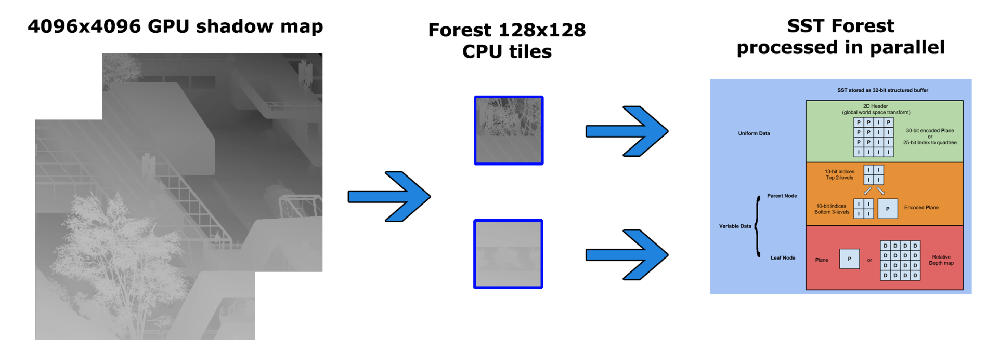 4096x4096 GPU shadow map
Forest 128x128
CPU tiles
SST Forest
processed in parallel
SST stored as 32-bit structured buffer
2D Header
(global world space transform)
P P I P
P P I I
P P I I
I I I I
30-bit encoded Plane
or
25-bit Index to quadtree
Uniform Data
13-bit indices
Top 2-levels
I I
I I
Parent Node
10-bit indices
Bottom 3-levels
I I
I I
P
Encoded Plane
Variable Data
Leaf Node
Plane
P
or
D D D D
D D D D
D D D D
D D D D
Relative
Depth map